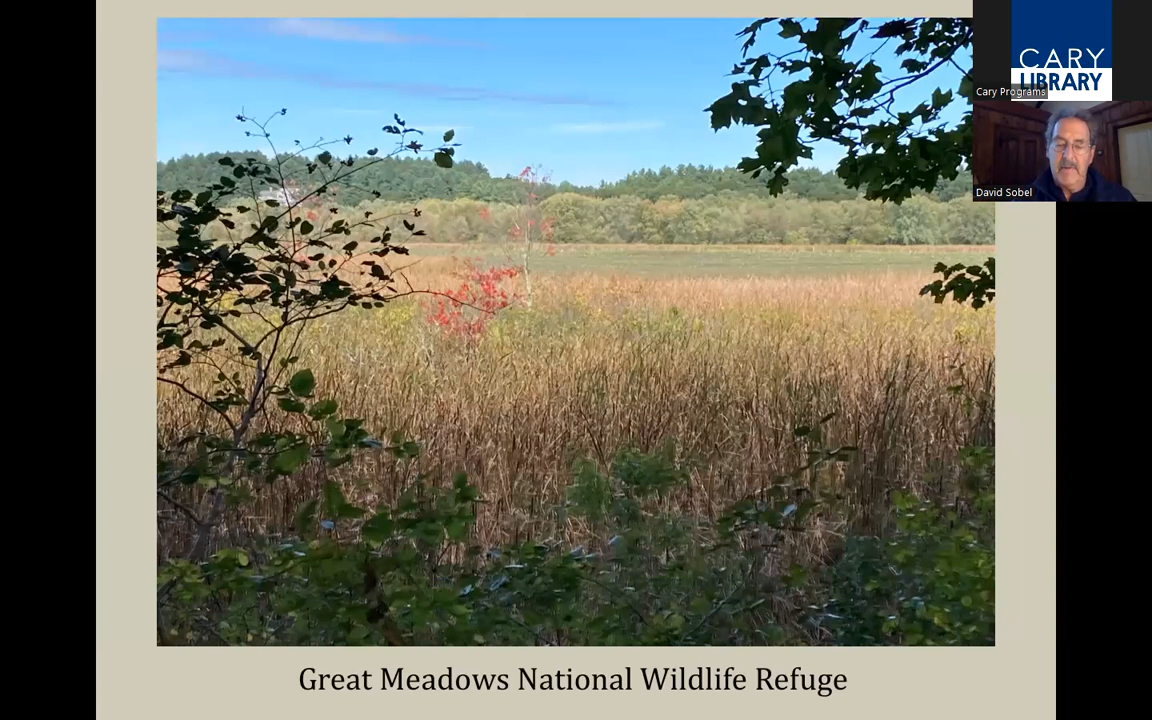 CARY
LIBRARY
Cary Programs
David Sobel
Great Meadows National Wildlife Refuge